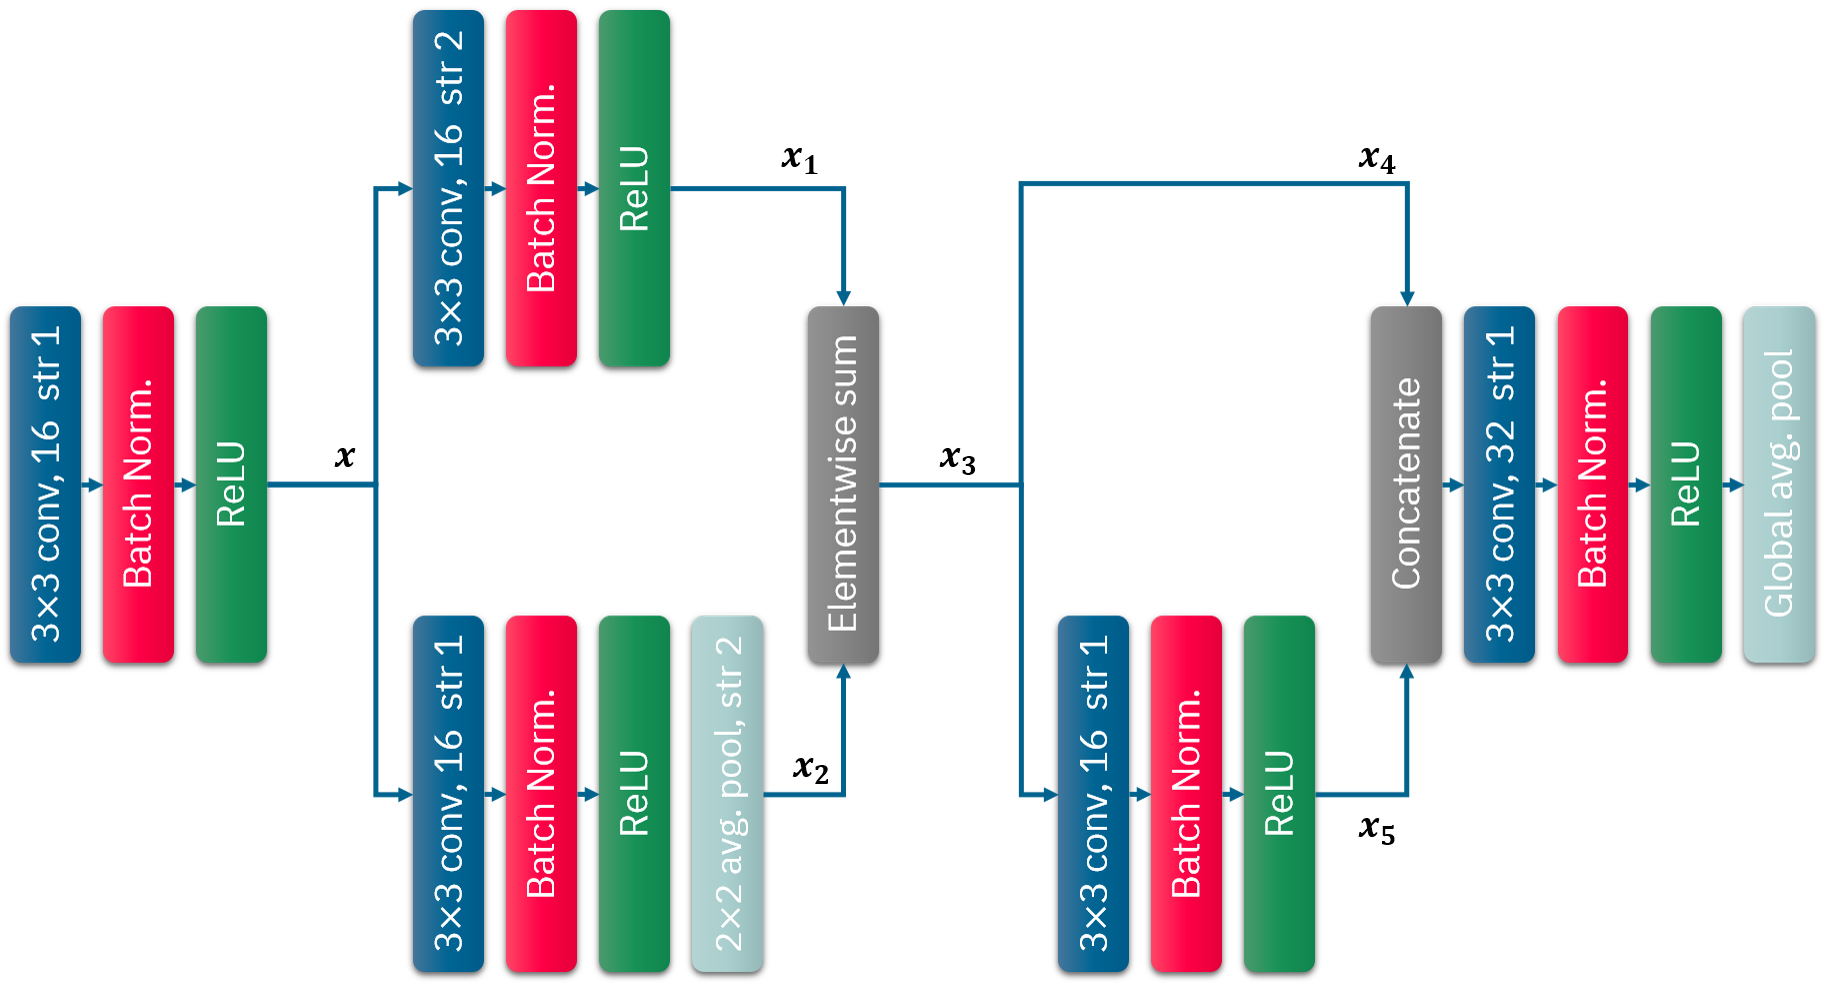 3×3 conv, 16 str 1
Batch Norm.
ReLU
x
3×3 conv, 16 str 2
Batch Norm.
ReLU
x₁
3×3 conv, 16 str 1
Batch Norm.
ReLU
2×2 avg. pool, str 2
x₂
Elementwise sum
x₃
x₄
3×3 conv, 16 str 1
Batch Norm.
ReLU
x₅
Concatenate
3×3 conv, 32 str 1
Batch Norm.
ReLU
Global avg. pool